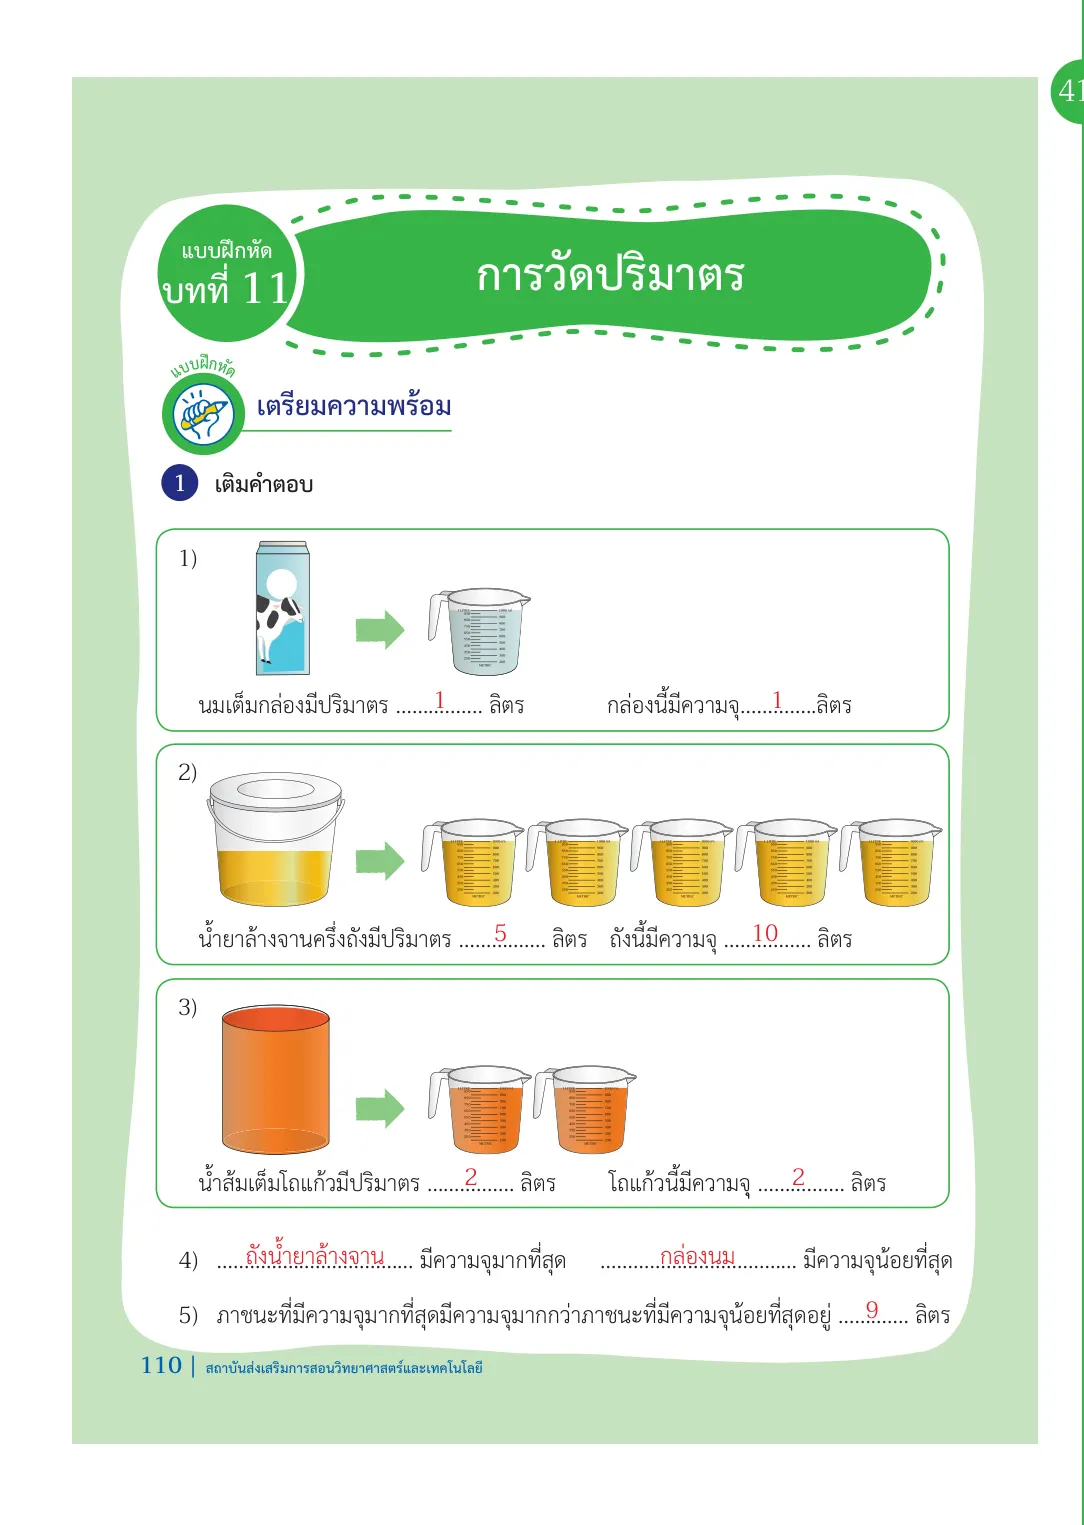 41
แบบฝึกหัด
บทที่ 11
การวัดปริมาตร
แบบฝึกหัด
เตรียมความพร้อม
1 เติมคำตอบ
1)
นมเต็มกล่องมีปริมาตร ......1...... ลิตร กล่องนี้มีความจุ......1......ลิตร
2)
น้ำยาล้างจานครึ่งถังมีปริมาตร ......5...... ลิตร ถังนี้มีความจุ ......10...... ลิตร
3)
น้ำส้มเต็มโถแก้วมีปริมาตร ......2...... ลิตร โถแก้วนี้มีความจุ ......2...... ลิตร
4) ......ถังน้ำยาล้างจาน...... มีความจุมากที่สุด ......กล่องนม...... มีความจุน้อยที่สุด
5) ภาชนะที่มีความจุมากที่สุดมีความจุมากกว่าภาชนะที่มีความจุน้อยที่สุดอยู่ ......9...... ลิตร
110 | สถาบันส่งเสริมการสอนวิทยาศาสตร์และเทคโนโลยี